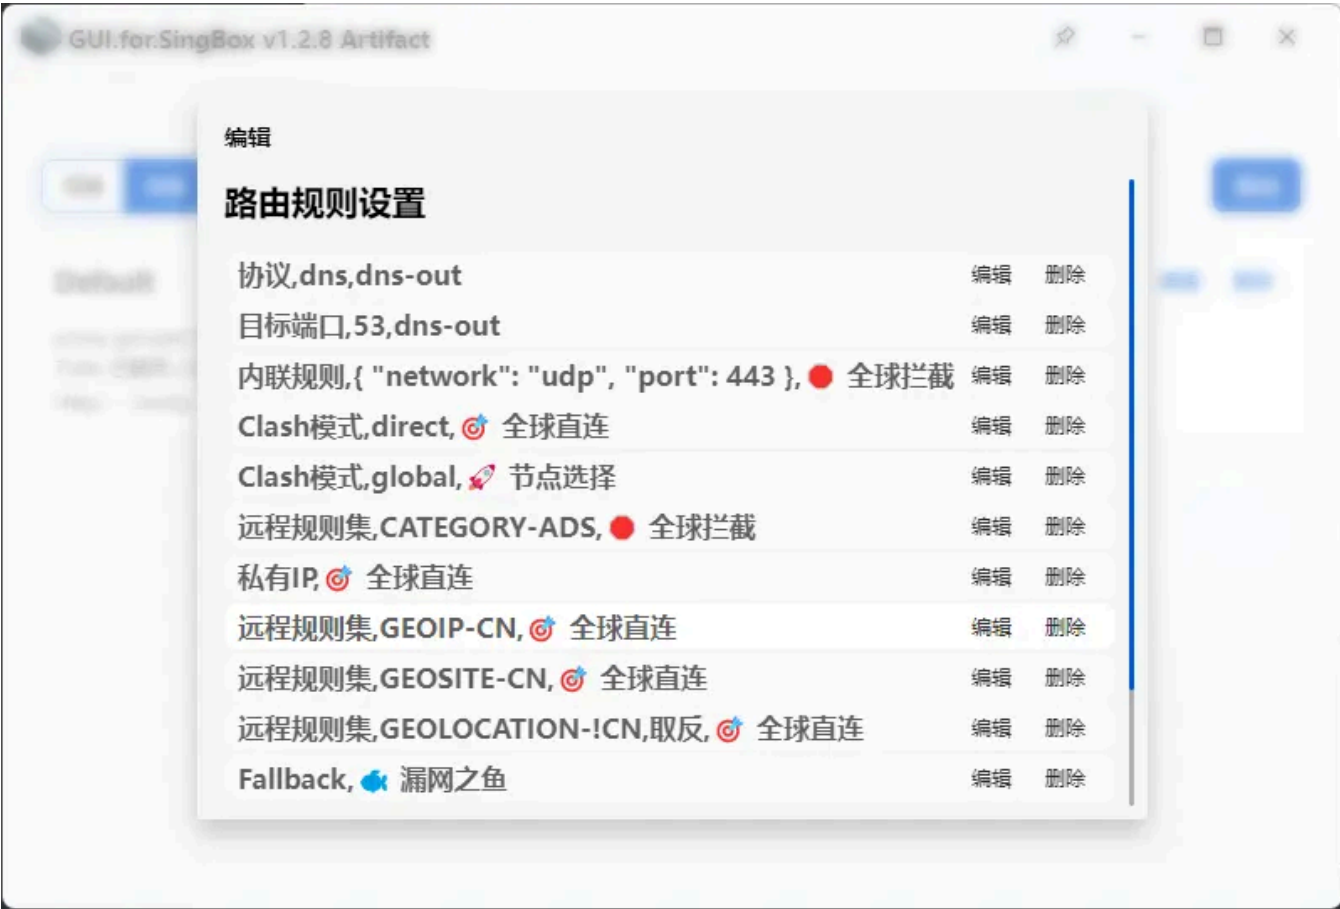 GUI.for.SingBox v1.2.8 Artifact
编辑
路由规则设置
协议,dns,dns-out 编辑 删除
目标端口,53,dns-out 编辑 删除
内联规则,{ "network": "udp", "port": 443 },🛑 全球拦截 编辑 删除
Clash模式,direct,🎯 全球直连 编辑 删除
Clash模式,global,🚀 节点选择 编辑 删除
远程规则集,CATEGORY-ADS,🛑 全球拦截 编辑 删除
私有IP,🎯 全球直连 编辑 删除
远程规则集,GEOIP-CN,🎯 全球直连 编辑 删除
远程规则集,GEOSITE-CN,🎯 全球直连 编辑 删除
远程规则集,GEOLOCATION-!CN,取反,🎯 全球直连 编辑 删除
Fallback,🐟 漏网之鱼 编辑 删除
Default